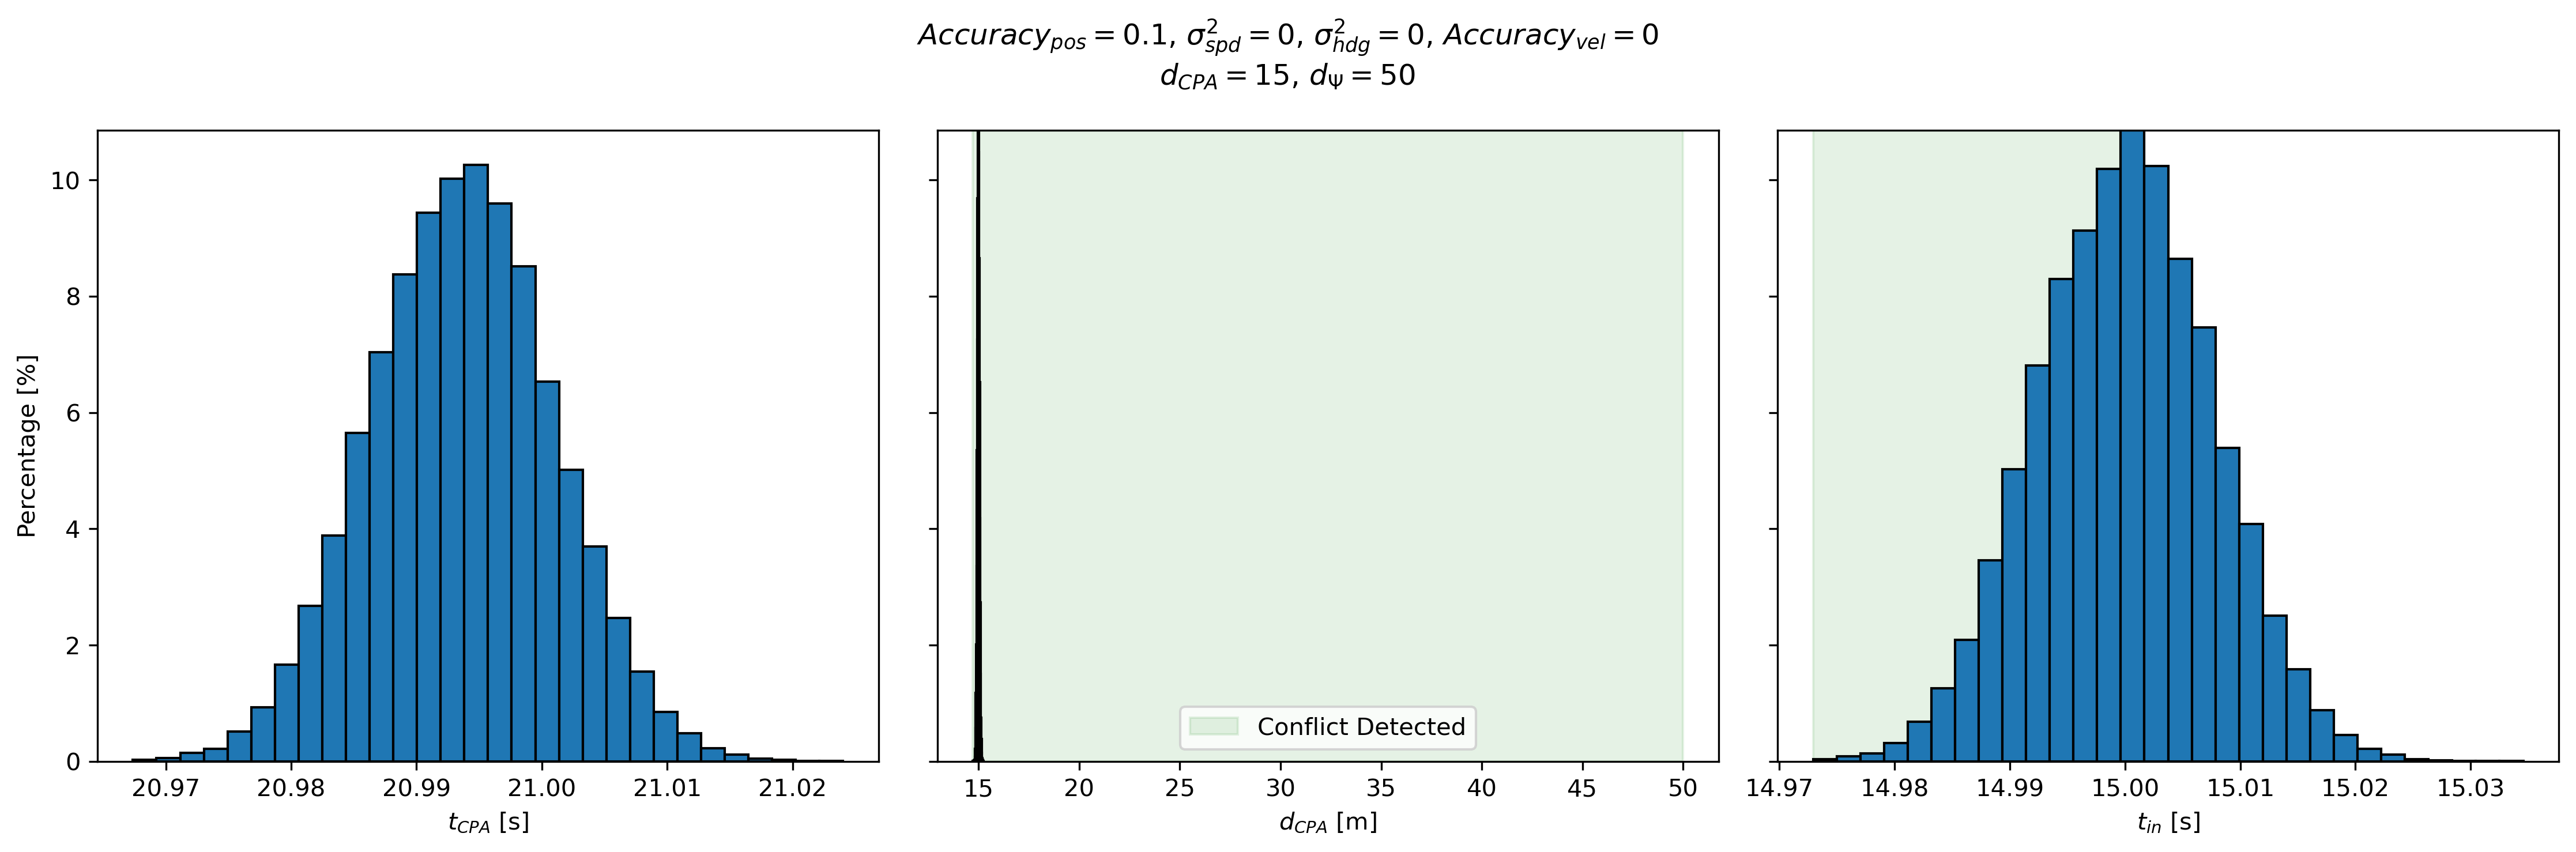 Accuracy_pos = 0.1, σ²_spd = 0, σ²_hdg = 0, Accuracy_vel = 0
d_CPA = 15, d_Ψ = 50
Percentage [%]
10
8
6
4
2
0
20.97 20.98 20.99 21.00 21.01 21.02
t_CPA [s]
Conflict Detected
15 20 25 30 35 40 45 50
d_CPA [m]
14.97 14.98 14.99 15.00 15.01 15.02 15.03
t_in [s]